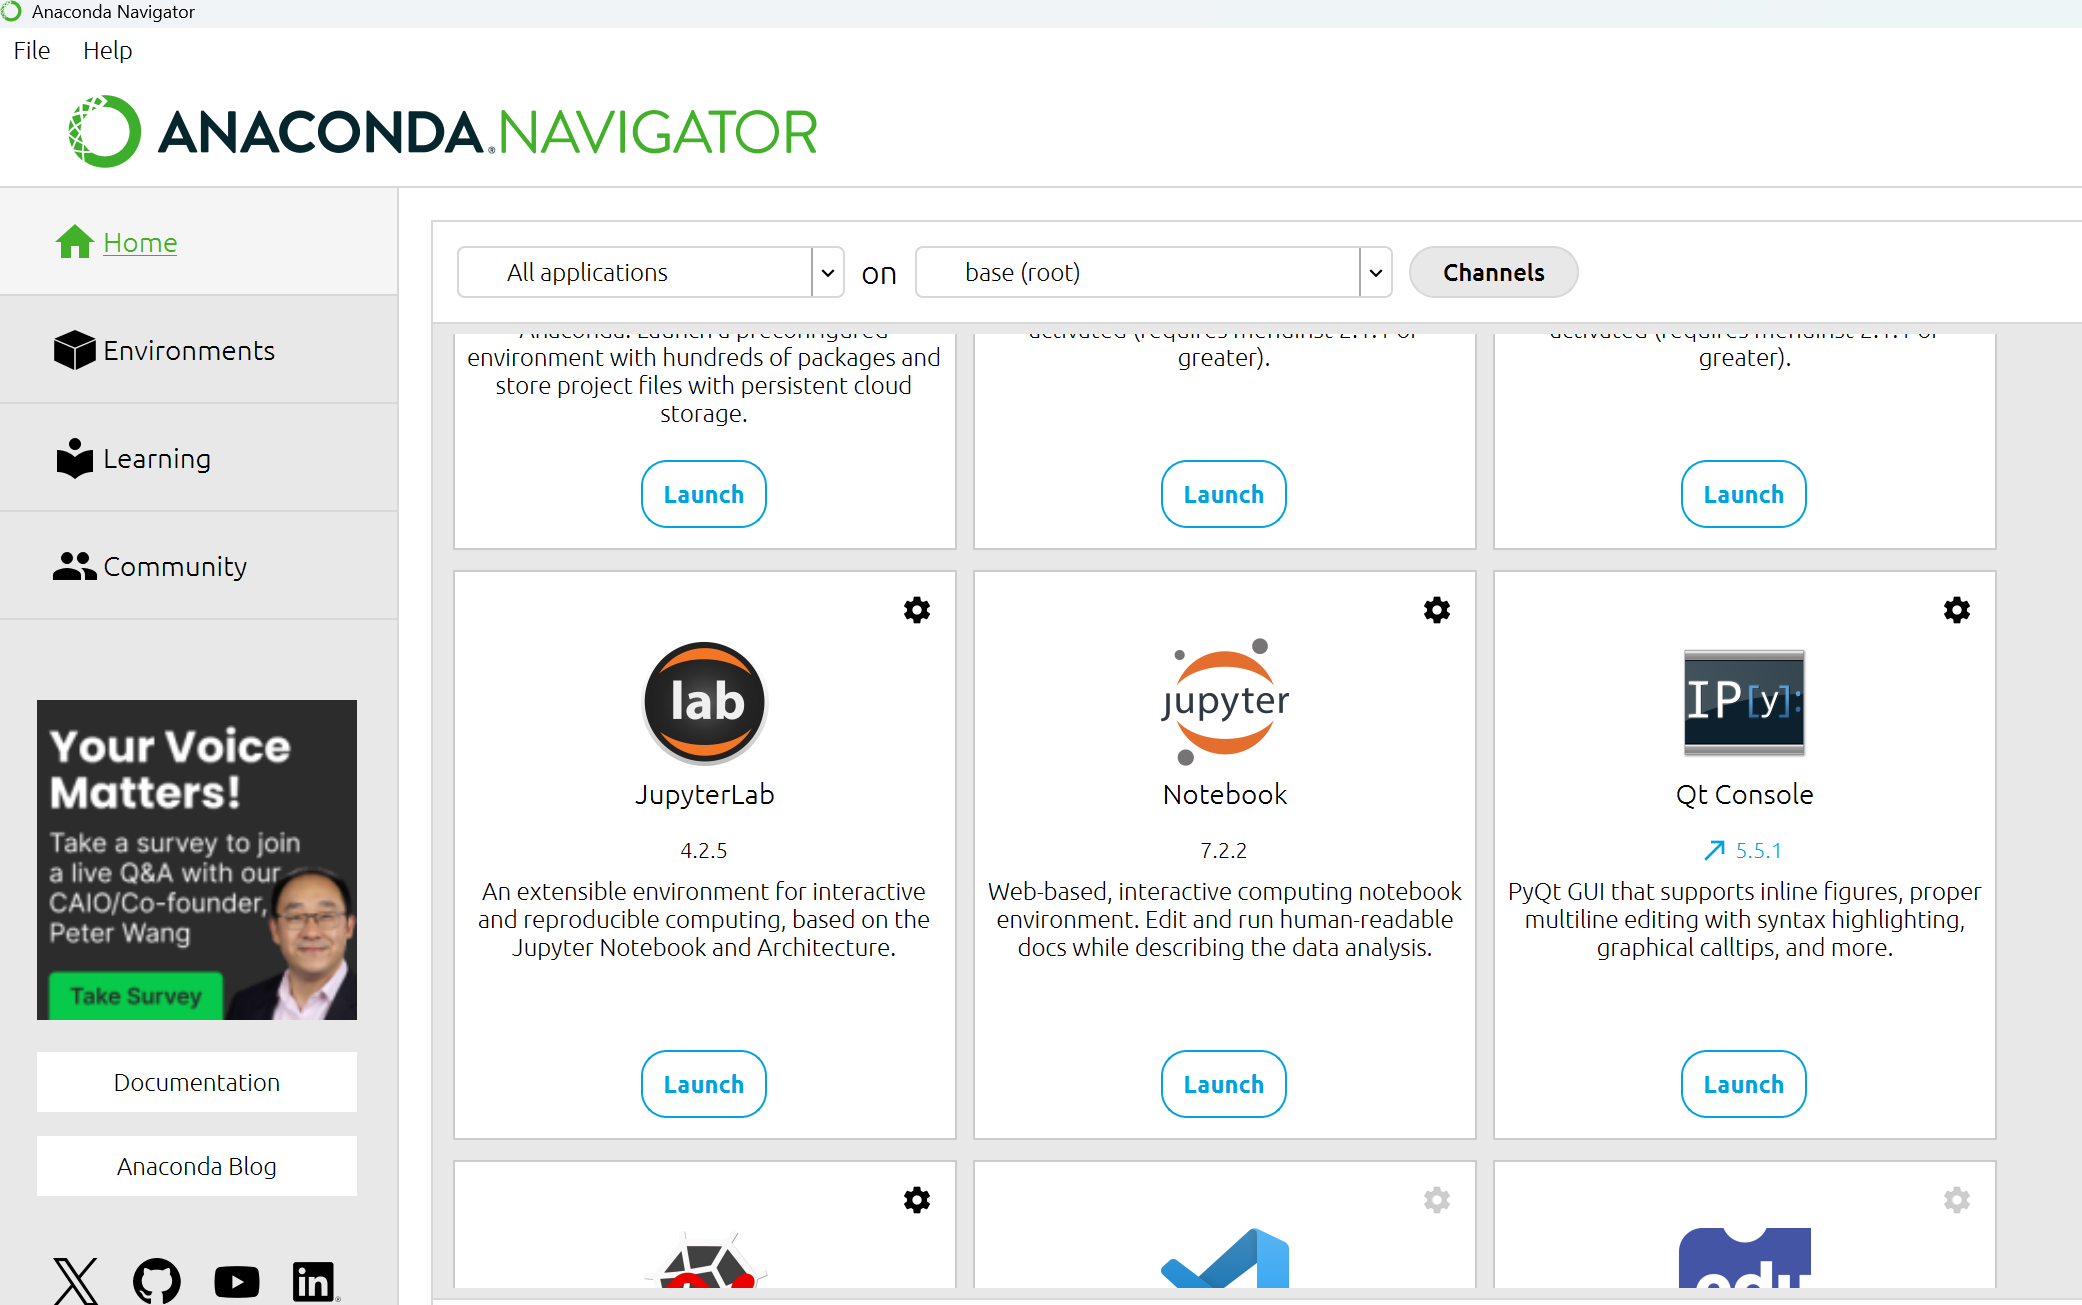 Anaconda Navigator
File Help
ANACONDA.NAVIGATOR
Home
Environments
Learning
Community
Your Voice
Matters!
Take a survey to join
a live Q&A with our
CAIO/Co-founder,
Peter Wang
Take Survey
Documentation
Anaconda Blog
All applications on base (root) Channels
Anaconda. Launch a preconfigured
environment with hundreds of packages and
store project files with persistent cloud
storage.
Launch
greater).
Launch
greater).
Launch
lab
JupyterLab
4.2.5
An extensible environment for interactive
and reproducible computing, based on the
Jupyter Notebook and Architecture.
Launch
jupyter
Notebook
7.2.2
Web-based, interactive computing notebook
environment. Edit and run human-readable
docs while describing the data analysis.
Launch
IP[y]:
Qt Console
5.5.1
PyQt GUI that supports inline figures, proper
multiline editing with syntax highlighting,
graphical calltips, and more.
Launch
edu
in